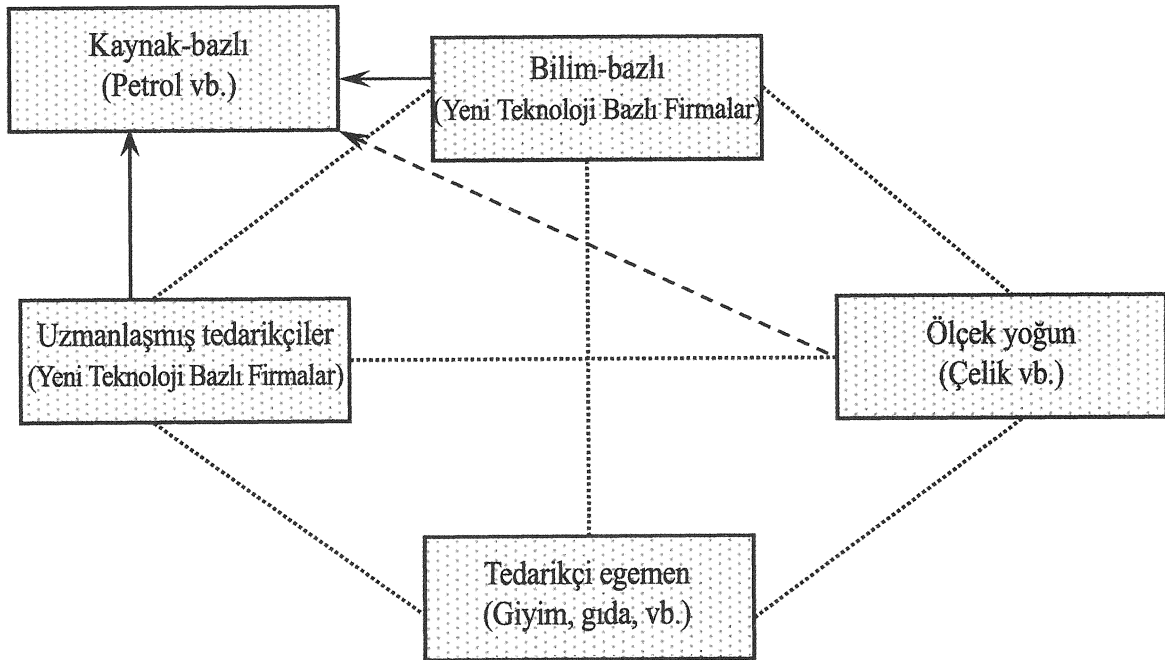 Kaynak-bazlı
(Petrol vb.)
Bilim-bazlı
(Yeni Teknoloji Bazlı Firmalar)
Uzmanlaşmış tedarikçiler
(Yeni Teknoloji Bazlı Firmalar)
Ölçek yoğun
(Çelik vb.)
Tedarikçi egemen
(Giyim, gıda, vb.)